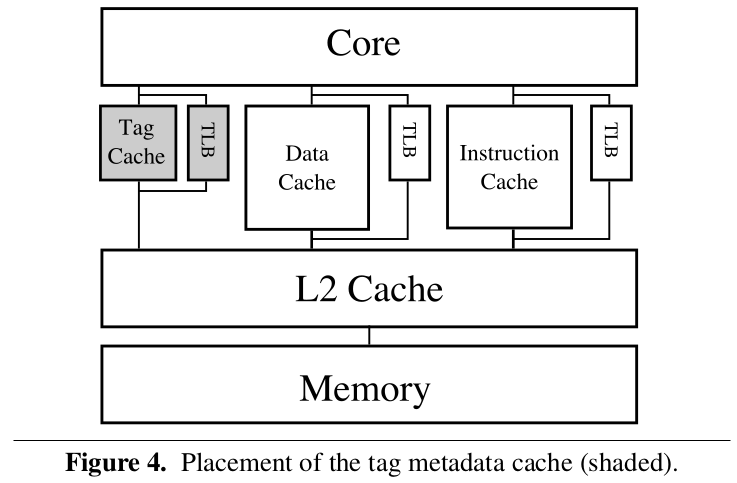 Core
Tag
Cache
TLB
Data
Cache
TLB
Instruction
Cache
TLB
L2 Cache
Memory
Figure 4. Placement of the tag metadata cache (shaded).